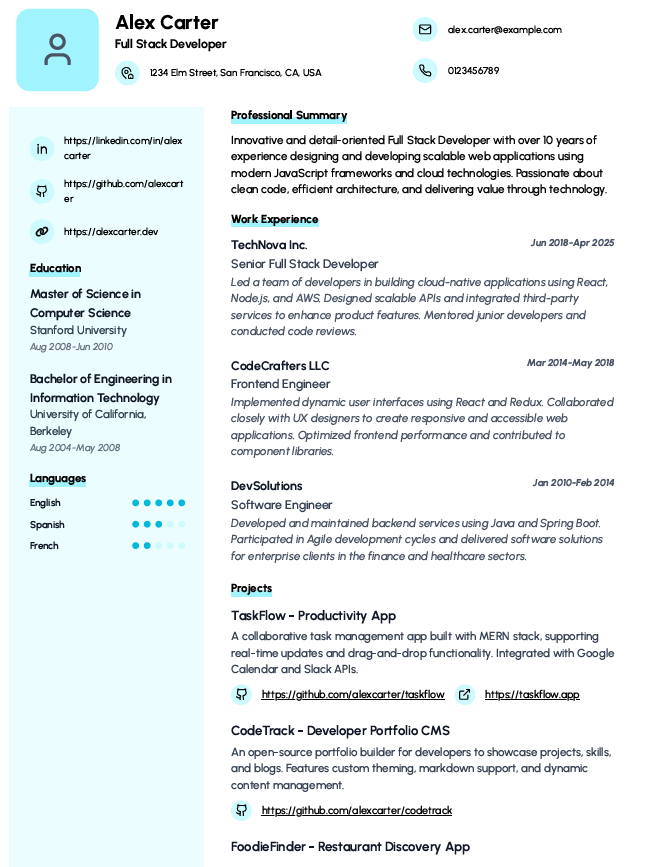 Alex Carter
Full Stack Developer
1234 Elm Street, San Francisco, CA, USA
alex.carter@example.com
0123456789
https://linkedin.com/in/alex
carter
https://github.com/alexcart
er
https://alexcarter.dev
Education
Master of Science in
Computer Science
Stanford University
Aug 2008-Jun 2010
Bachelor of Engineering in
Information Technology
University of California,
Berkeley
Aug 2004-May 2008
Languages
English
Spanish
French
Professional Summary
Innovative and detail-oriented Full Stack Developer with over 10 years of
experience designing and developing scalable web applications using
modern JavaScript frameworks and cloud technologies. Passionate about
clean code, efficient architecture, and delivering value through technology.
Work Experience
TechNova Inc.
Jun 2018-Apr 2025
Senior Full Stack Developer
Led a team of developers in building cloud-native applications using React,
Node.js, and AWS. Designed scalable APIs and integrated third-party
services to enhance product features. Mentored junior developers and
conducted code reviews.
CodeCrafters LLC
Mar 2014-May 2018
Frontend Engineer
Implemented dynamic user interfaces using React and Redux. Collaborated
closely with UX designers to create responsive and accessible web
applications. Optimized frontend performance and contributed to
component libraries.
DevSolutions
Jan 2010-Feb 2014
Software Engineer
Developed and maintained backend services using Java and Spring Boot.
Participated in Agile development cycles and delivered software solutions
for enterprise clients in the finance and healthcare sectors.
Projects
TaskFlow - Productivity App
A collaborative task management app built with MERN stack, supporting
real-time updates and drag-and-drop functionality. Integrated with Google
Calendar and Slack APIs.
https://github.com/alexcarter/taskflow https://taskflow.app
CodeTrack - Developer Portfolio CMS
An open-source portfolio builder for developers to showcase projects, skills,
and blogs. Features custom theming, markdown support, and dynamic
content management.
https://github.com/alexcarter/codetrack
FoodieFinder - Restaurant Discovery App